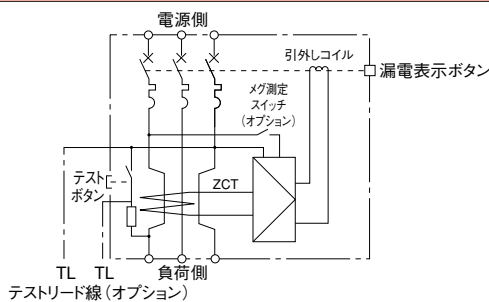 電源側
引外しコイル
漏電表示ボタン
メグ測定
スイッチ
(オプション)
テスト
ボタン
ZCT
TL
TL
負荷側
テストリード線(オプション)